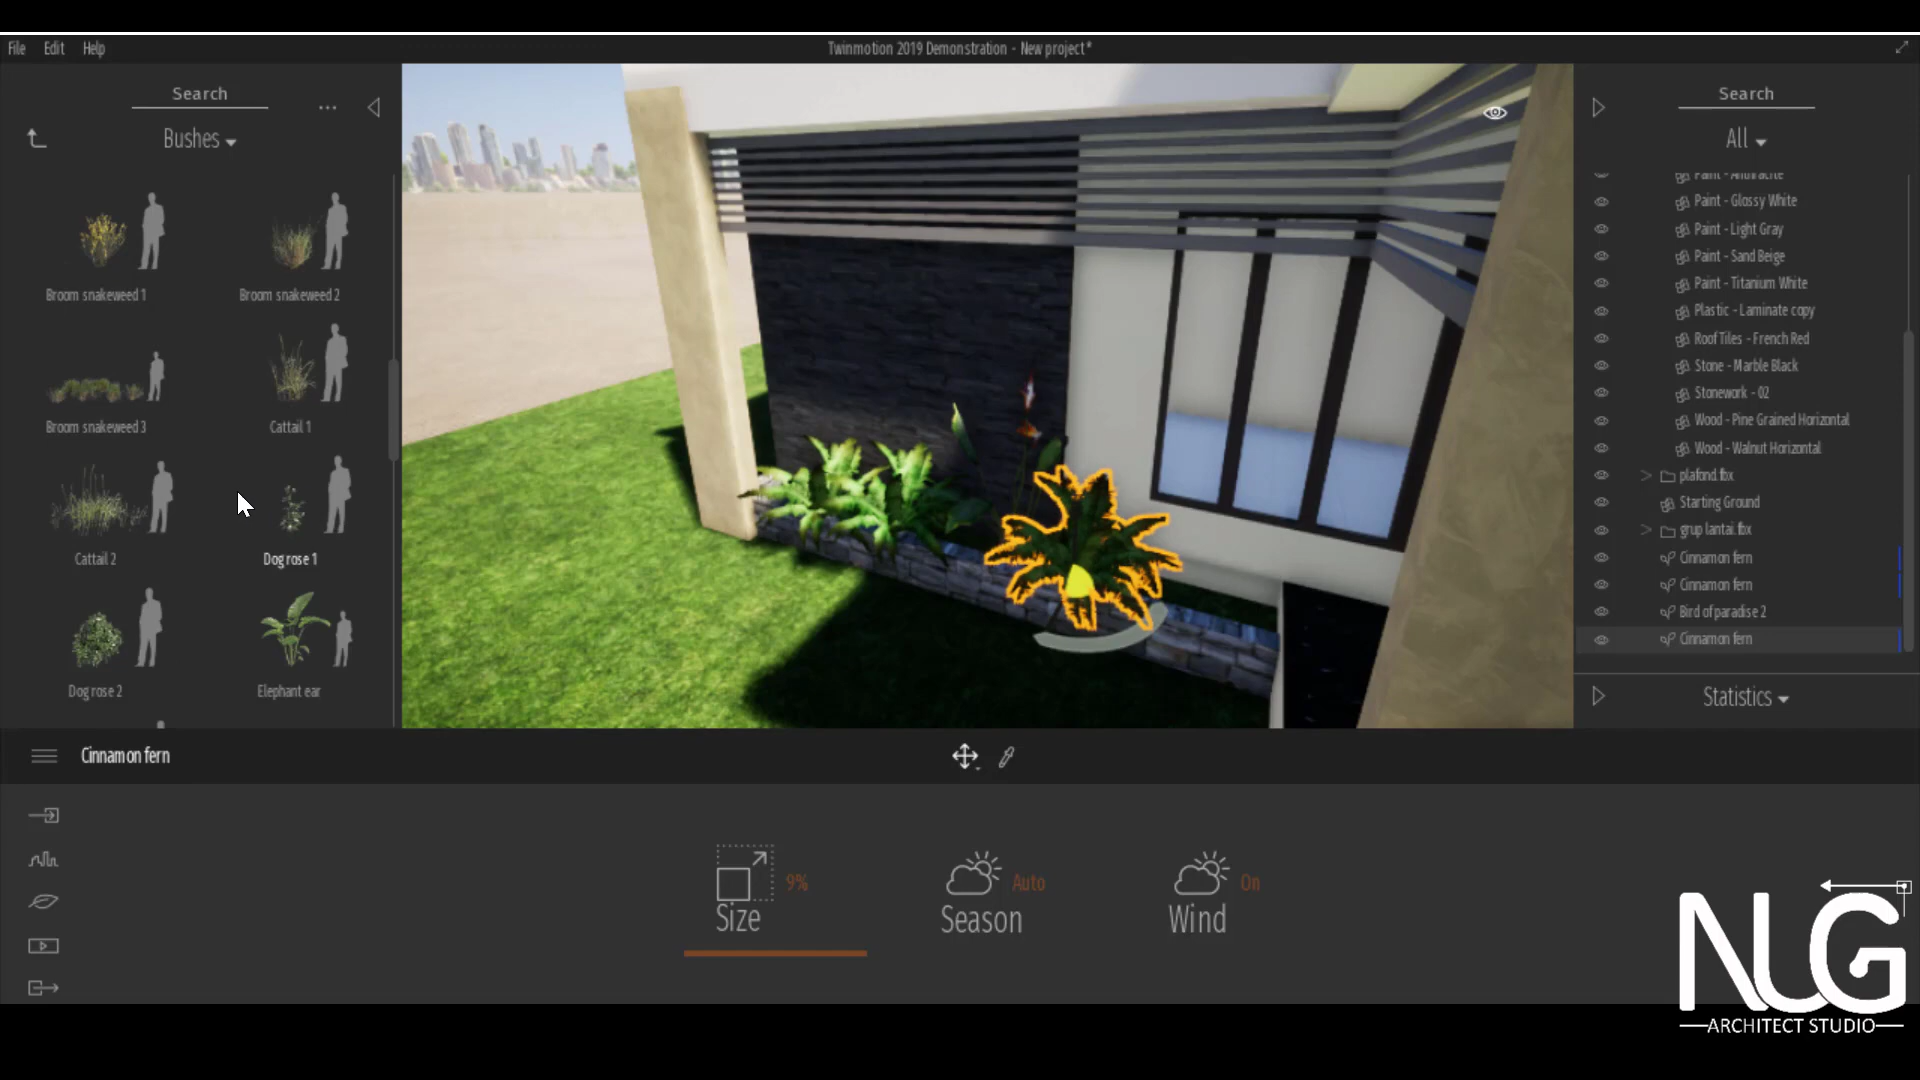 File Edit Help
Twinmotion 2019 Demonstration - New project*
Search
...
Bushes
Broom snakeweed 1
Broom snakeweed 2
Broom snakeweed 3
Cattail 1
Cattail 2
Dog rose 1
Dog rose 2
Elephant ear
Search
All
Paint - Anthracite
Paint - Glossy White
Paint - Light Gray
Paint - Sand Beige
Paint - Titanium White
Plastic - Laminate copy
Roof Tiles - French Red
Stone - Marble Black
Stonework - 02
Wood - Pine Grained Horizontal
Wood - Walnut Horizontal
> plafond.fbx
Starting Ground
> grup lantai.fbx
Cinnamon fern
Cinnamon fern
Bird of paradise 2
Cinnamon fern
Statistics
Cinnamon fern
9%
Size
Auto
Season
On
Wind
NUG
ARCHITECT STUDIO